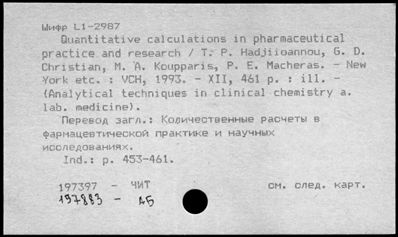 Шифр L1-2987
Quantitative calculations in pharmaceutical
practice and research / T. P. Hadjiioannou, G. D.
Christian, M. A. Koupparis, P. E. Macheras. - New
York etc. : VCH, 1993. - XII, 461 p. : ill. -
(Analytical techniques in clinical chemistry a.
lab. medicine).
Перевод загл.: Количественные расчеты в
фармацевтической практике и научных
исследованиях.
Ind.: p. 453-461.
197397 - ЧИТ см. след. карт.
197883 - АБ